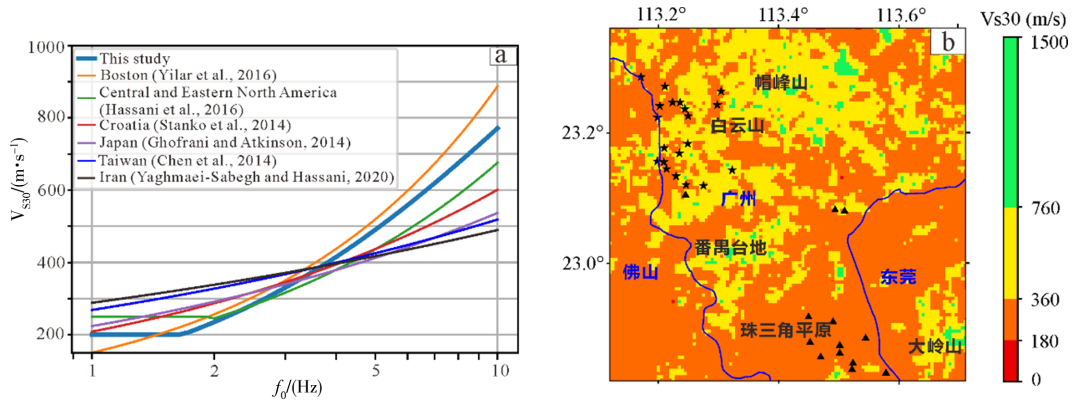 a
This study
Boston (Yilar et al., 2016)
Central and Eastern North America
(Hassani et al., 2016)
Croatia (Stanko et al., 2014)
Japan (Ghofrani and Atkinson, 2014)
Taiwan (Chen et al., 2014)
Iran (Yaghmaei-Sabegh and Hassani, 2020)
1000
800
600
400
200
V_S30/(m•s⁻¹)
1
2
5
10
f₀/(Hz)
b
113.2°
113.4°
113.6°
23.2°
23.0°
帽峰山
白云山
广州
番禺台地
佛山
东莞
珠三角平原
大岭山
Vs30 (m/s)
1500
760
360
180
0